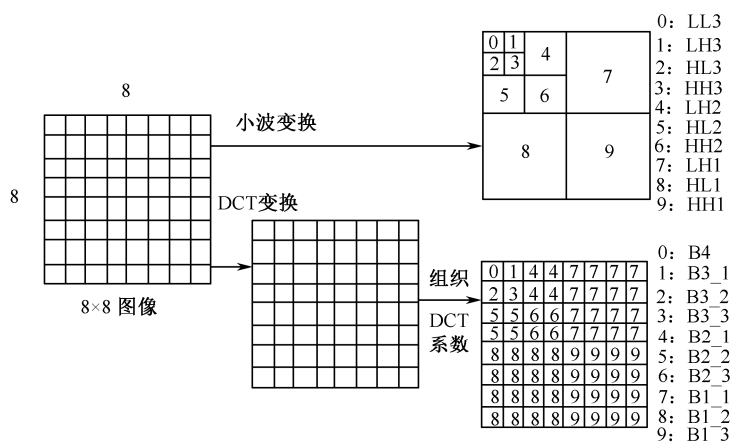 8
8
8×8 图像
小波变换
DCT变换
组织
DCT
系数
0 1
2 3
4
5 6
7
8 9
0: LL3
1: LH3
2: HL3
3: HH3
4: LH2
5: HL2
6: HH2
7: LH1
8: HL1
9: HH1
0 1 4 4 7 7 7 7
2 3 4 4 7 7 7 7
5 5 6 6 7 7 7 7
5 5 6 6 7 7 7 7
8 8 8 8 9 9 9 9
8 8 8 8 9 9 9 9
8 8 8 8 9 9 9 9
8 8 8 8 9 9 9 9
0: B4
1: B3_1
2: B3_2
3: B3_3
4: B2_1
5: B2_2
6: B2_3
7: B1_1
8: B1_2
9: B1_3